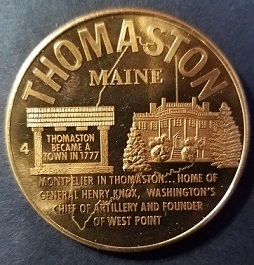 THOMASTON
MAINE
4
THOMASTON
BECAME A
TOWN IN 1777
MONTPELIER IN THOMASTON... HOME OF
GENERAL HENRY KNOX, WASHINGTON'S
CHIEF OF ARTILLERY AND FOUNDER
OF WEST POINT